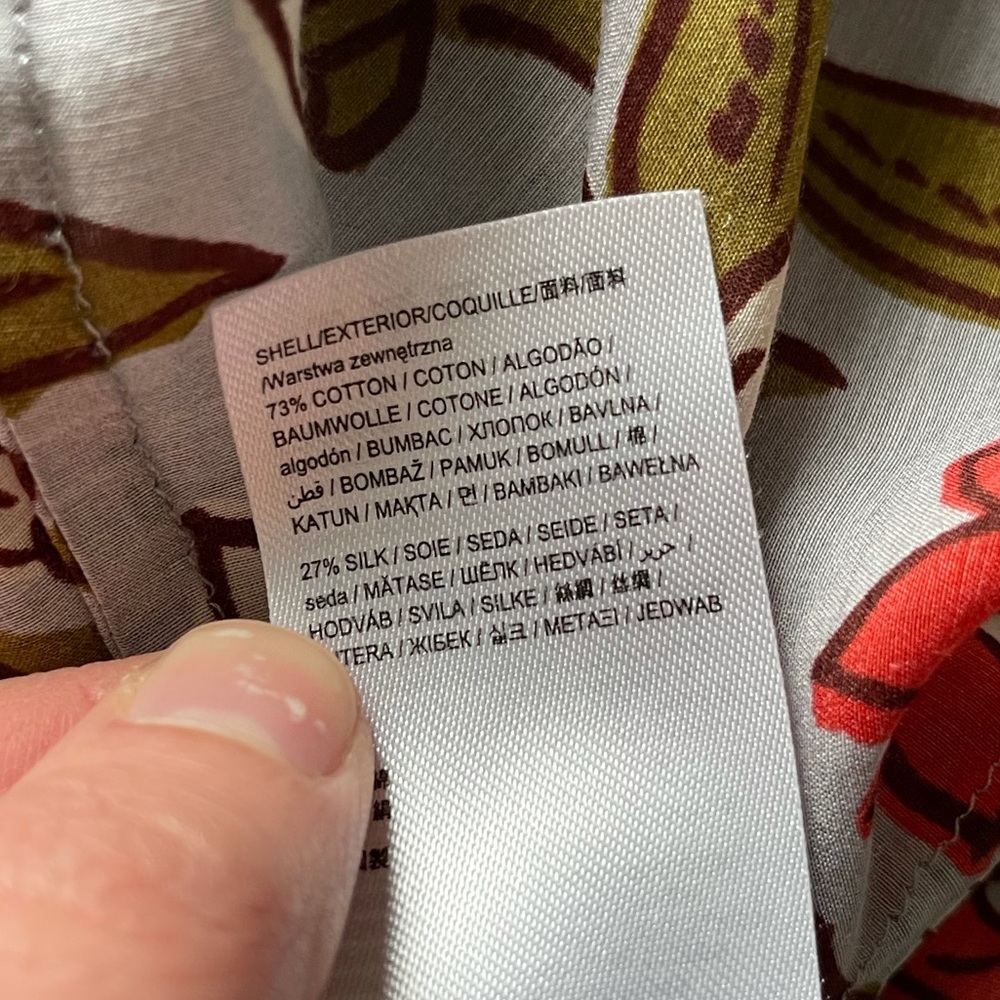 SHELL/EXTERIOR/COQUILLE/面料/面料
/Warstwa zewnętrzna
73% COTTON / COTON / ALGODÃO /
BAUMWOLLE / COTONE / ALGODÓN /
algodón / BUMBAC / ХЛОПОК / BAVLNA /
قطن / BOMBAŽ / PAMUK / BOMULL / 棉 /
KATUN / МАҚТА / 면 / BAMBAKI / BAWEŁNA
27% SILK / SOIE / SEDA / SEIDE / SETA /
seda / MĂTASE / ШЁЛК / HEDVÁBÍ / حرير /
HODVÁB / SVILA / SILKE / 絲綢 / 丝绸 /
TERA / ЖІБЕК / 실크 / ΜΕΤΑΞΙ / JEDWAB